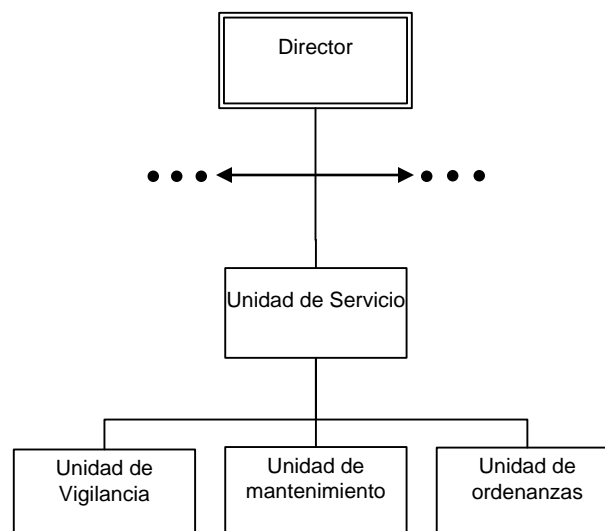 Director
Unidad de Servicio
Unidad de
Vigilancia
Unidad de
mantenimiento
Unidad de
ordenanzas